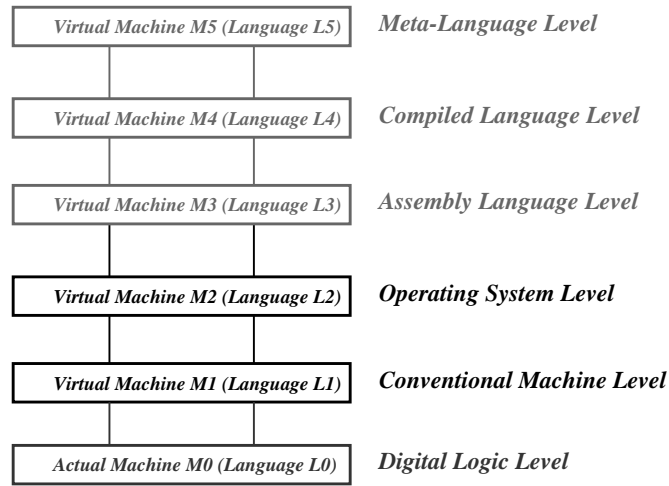 Virtual Machine M5 (Language L5) Meta-Language Level
Virtual Machine M4 (Language L4) Compiled Language Level
Virtual Machine M3 (Language L3) Assembly Language Level
Virtual Machine M2 (Language L2) Operating System Level
Virtual Machine M1 (Language L1) Conventional Machine Level
Actual Machine M0 (Language L0) Digital Logic Level